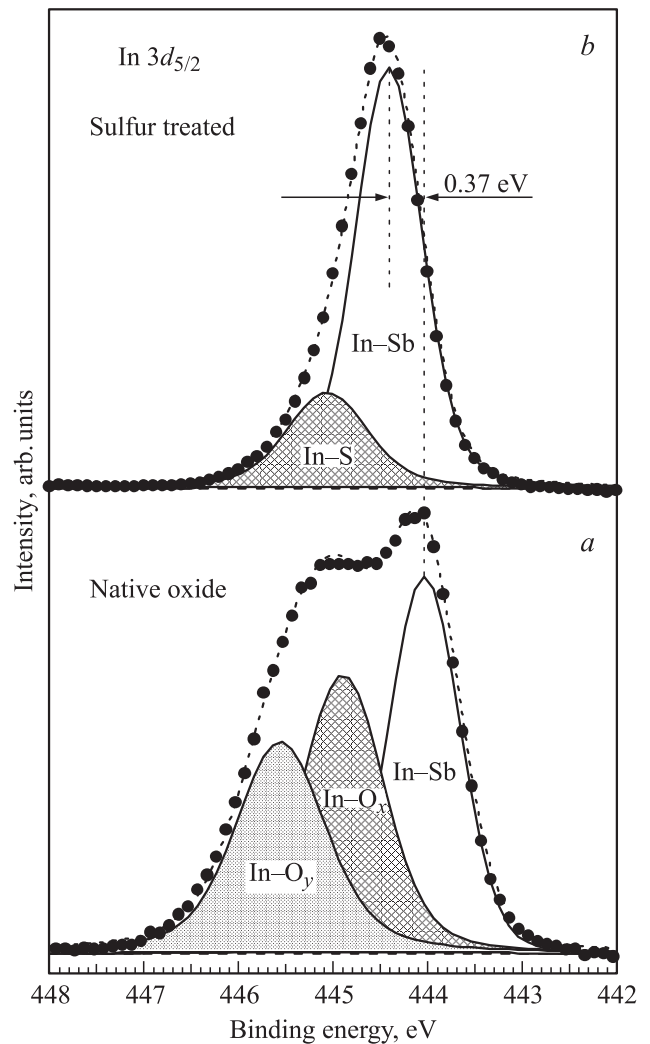 b
In 3d5/2
Sulfur treated
0.37 eV
In–Sb
In–S
Intensity, arb. units
a
Native oxide
In–Sb
In–Ox
In–Oy
448 447 446 445 444 443 442
Binding energy, eV